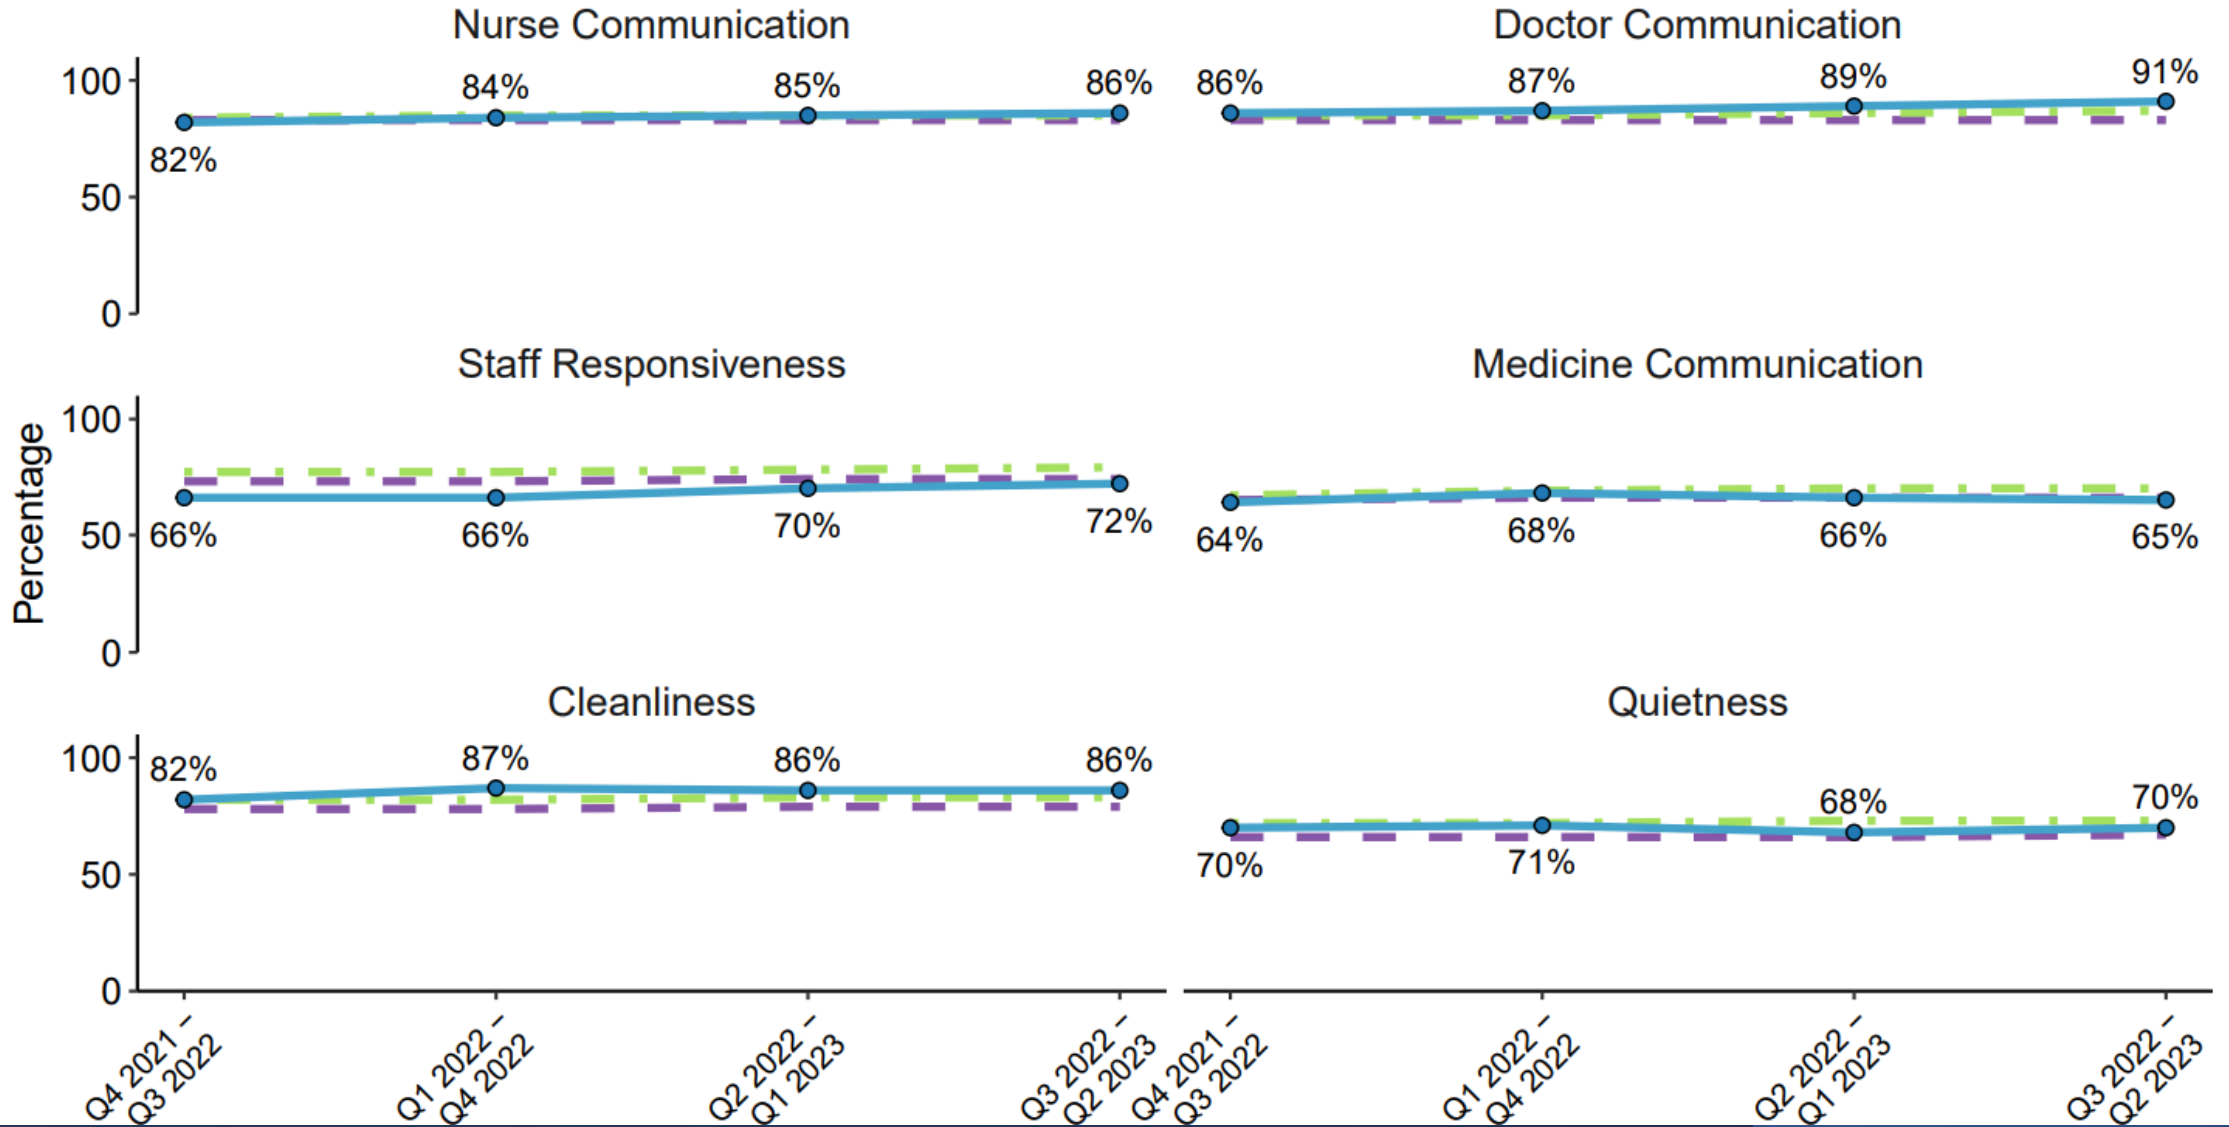 Nurse Communication
Doctor Communication
100
84%
85%
86%
86%
87%
89%
91%
82%
50
0
Staff Responsiveness
Medicine Communication
Percentage
100
50
66%
66%
70%
72%
64%
68%
66%
65%
0
Cleanliness
Quietness
100
82%
87%
86%
86%
68%
70%
50
70%
71%
0
Q4 2021 –
Q3 2022
Q1 2022 –
Q4 2022
Q2 2022 –
Q1 2023
Q3 2022 –
Q2 2023
Q4 2021 –
Q3 2022
Q1 2022 –
Q4 2022
Q2 2022 –
Q1 2023
Q3 2022 –
Q2 2023